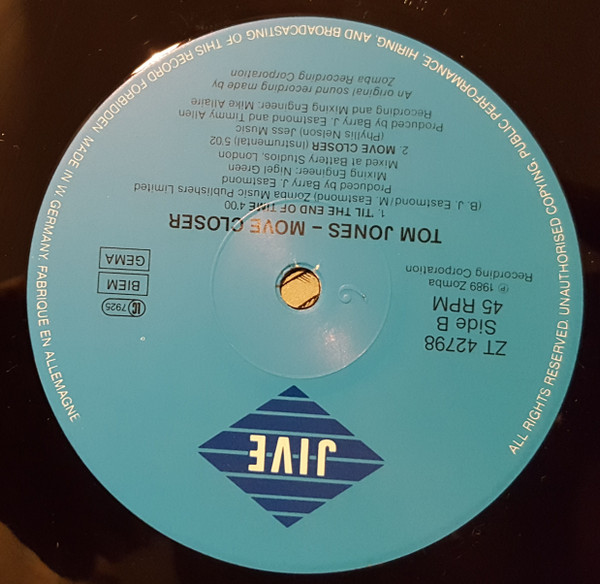 JIVE
ZT 42798
Side B
45 RPM
℗ 1989 Zomba
Recording Corporation
LC 7925
BIEM
GEMA
TOM JONES – MOVE CLOSER
1. 'TIL THE END OF TIME 4'00
(B. J. Eastmond/M. Eastmond) Zomba Music Publishers Limited
Produced by Barry J. Eastmond
Mixing Engineer: Nigel Green
Mixed at Battery Studios, London
2. MOVE CLOSER (Instrumental) 5'02
(Phyllis Nelson) Jess Music
Produced by Barry J. Eastmond and Timmy Allen
Recording and Mixing Engineer: Mike Allaire
An original sound recording made by
Zomba Recording Corporation
ALL RIGHTS RESERVED. UNAUTHORISED COPYING, PUBLIC PERFORMANCE, HIRING, AND BROADCASTING OF THIS RECORD FORBIDDEN. MADE IN W. GERMANY. FABRIQUE EN ALLEMAGNE